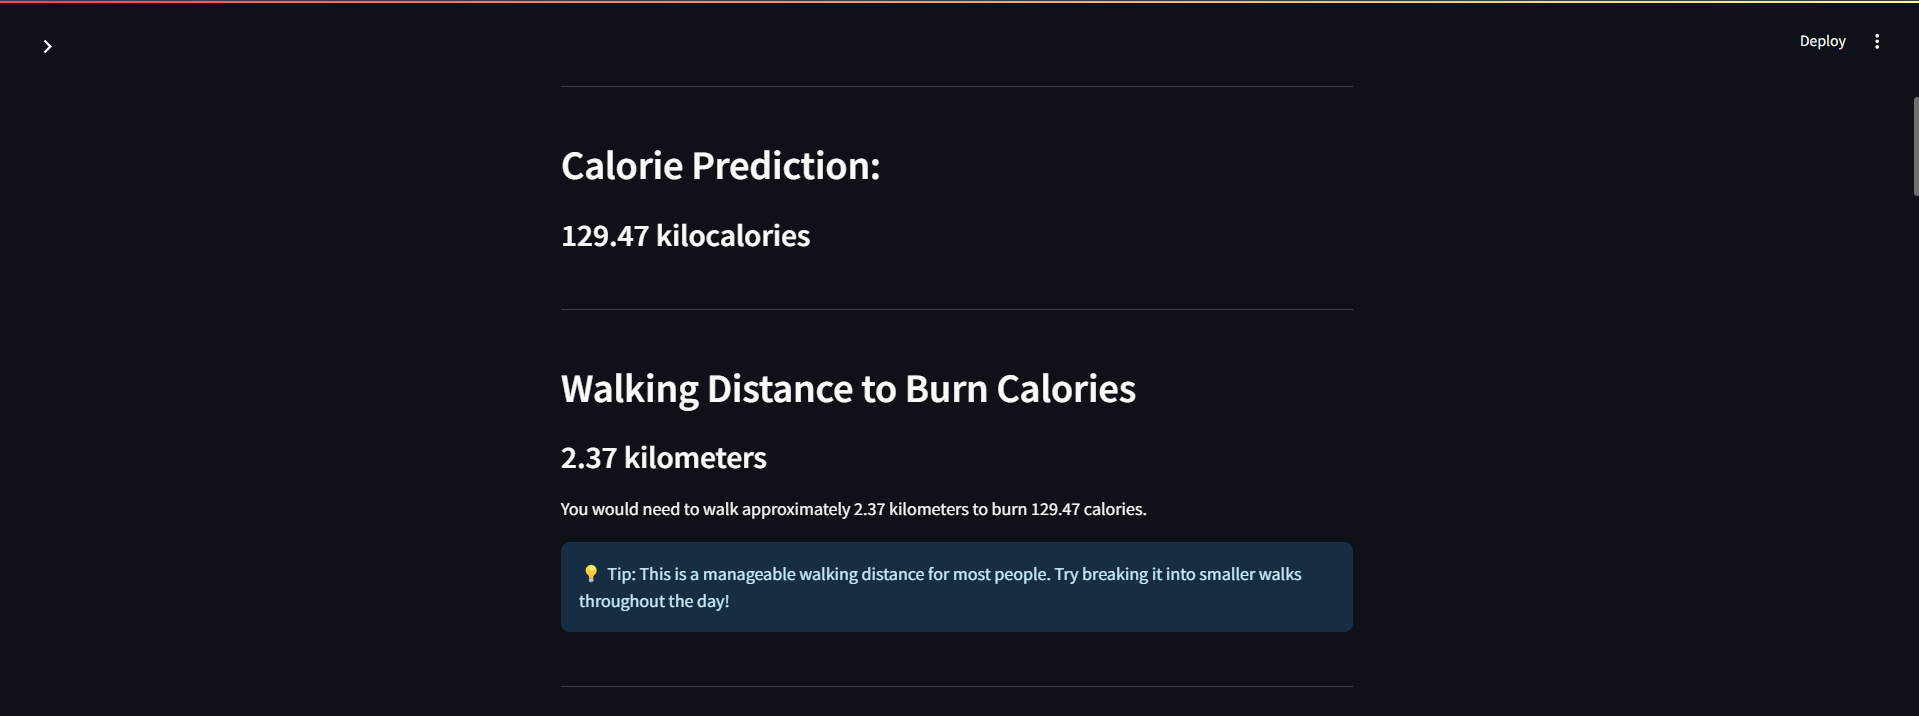 Deploy
Calorie Prediction:
129.47 kilocalories
Walking Distance to Burn Calories
2.37 kilometers
You would need to walk approximately 2.37 kilometers to burn 129.47 calories.
💡 Tip: This is a manageable walking distance for most people. Try breaking it into smaller walks
throughout the day!